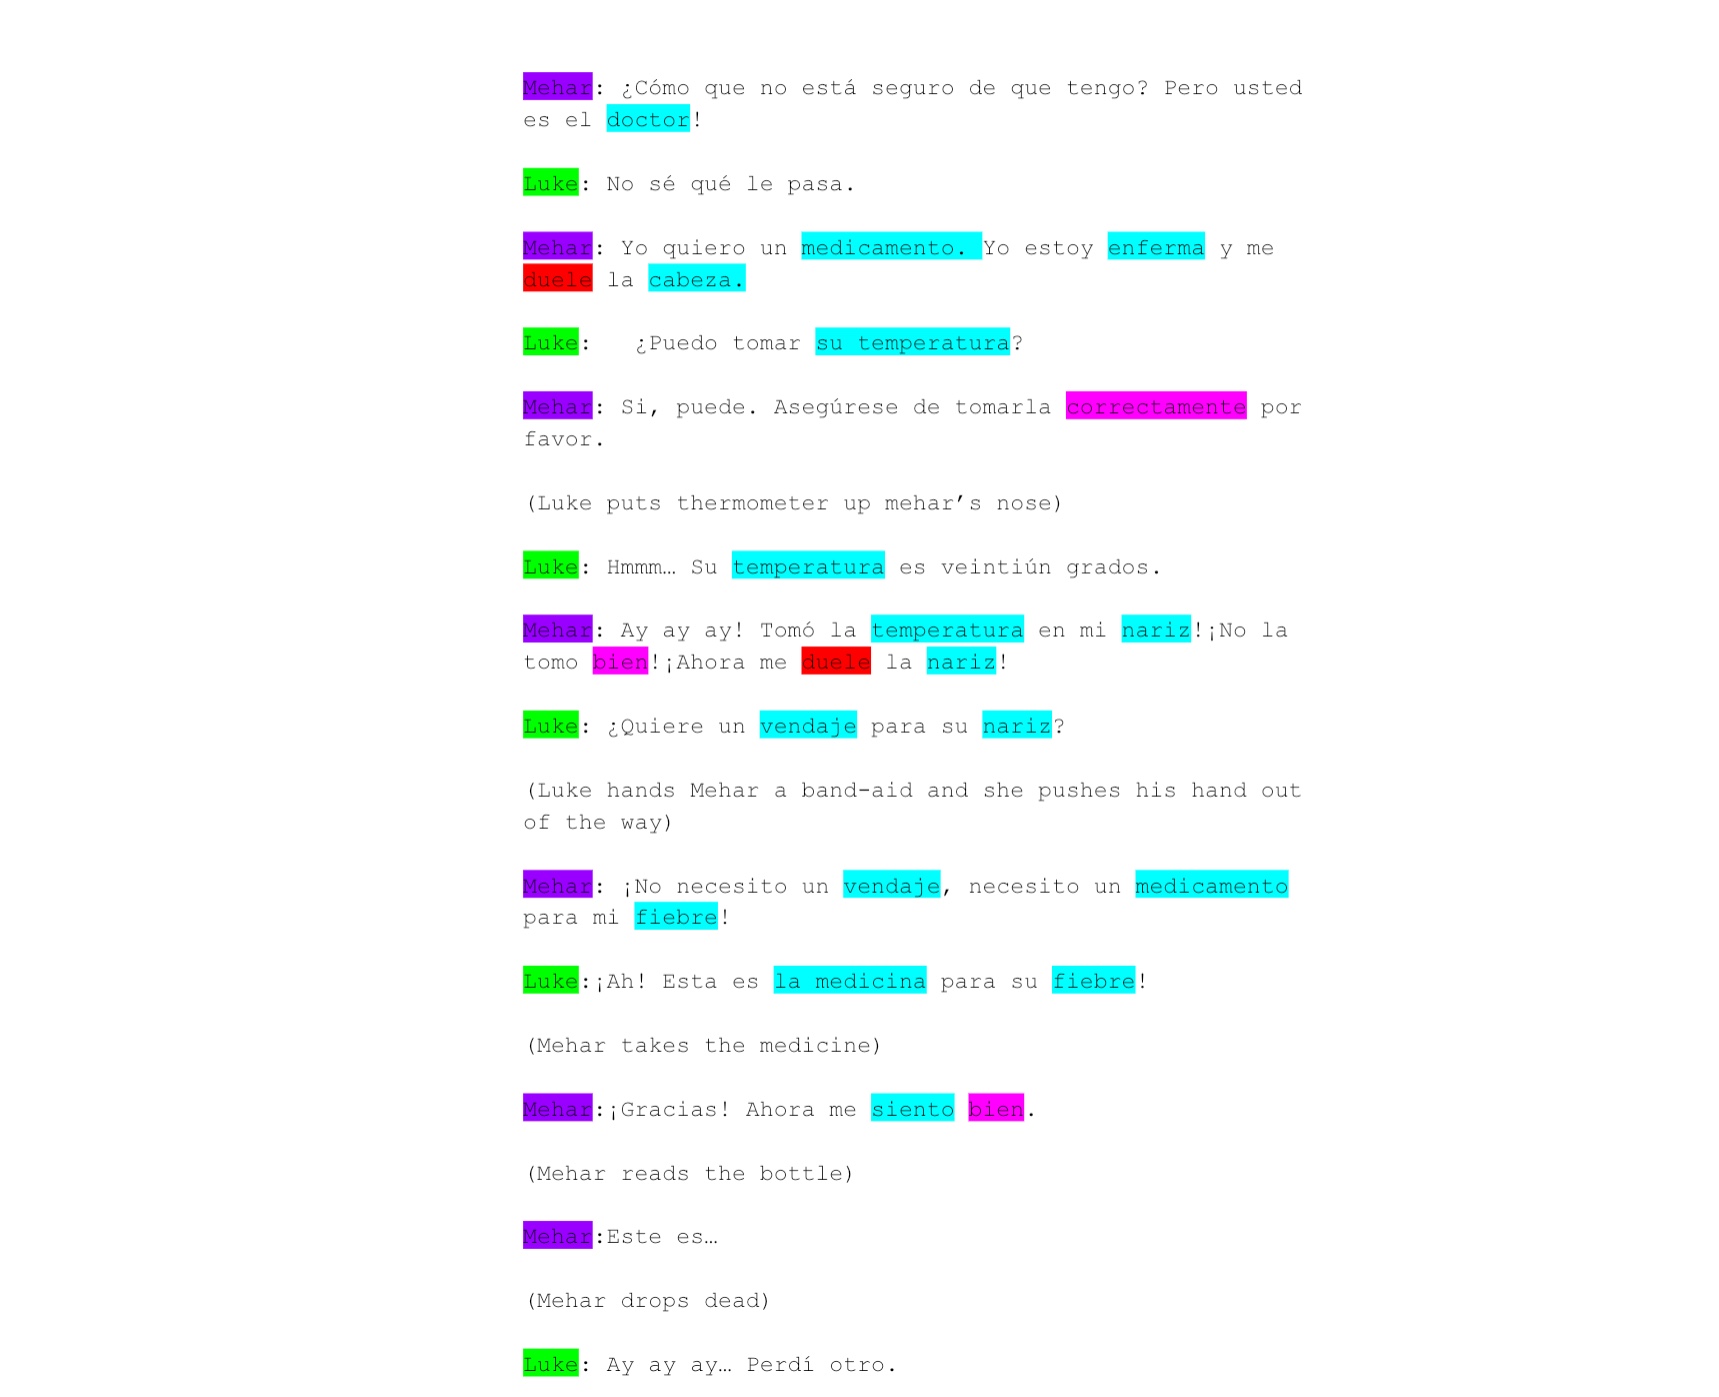 Mehar: ¿Cómo que no está seguro de que tengo? Pero usted
es el doctor!
Luke: No sé qué le pasa.
Mehar: Yo quiero un medicamento. Yo estoy enferma y me
duele la cabeza.
Luke:   ¿Puedo tomar su temperatura?
Mehar: Si, puede. Asegúrese de tomarla correctamente por
favor.
(Luke puts thermometer up mehar’s nose)
Luke: Hmmm… Su temperatura es veintiún grados.
Mehar: Ay ay ay! Tomó la temperatura en mi nariz!¡No la
tomo bien!¡Ahora me duele la nariz!
Luke: ¿Quiere un vendaje para su nariz?
(Luke hands Mehar a band-aid and she pushes his hand out
of the way)
Mehar: ¡No necesito un vendaje, necesito un medicamento
para mi fiebre!
Luke:¡Ah! Esta es la medicina para su fiebre!
(Mehar takes the medicine)
Mehar:¡Gracias! Ahora me siento bien.
(Mehar reads the bottle)
Mehar:Este es…
(Mehar drops dead)
Luke: Ay ay ay… Perdí otro.